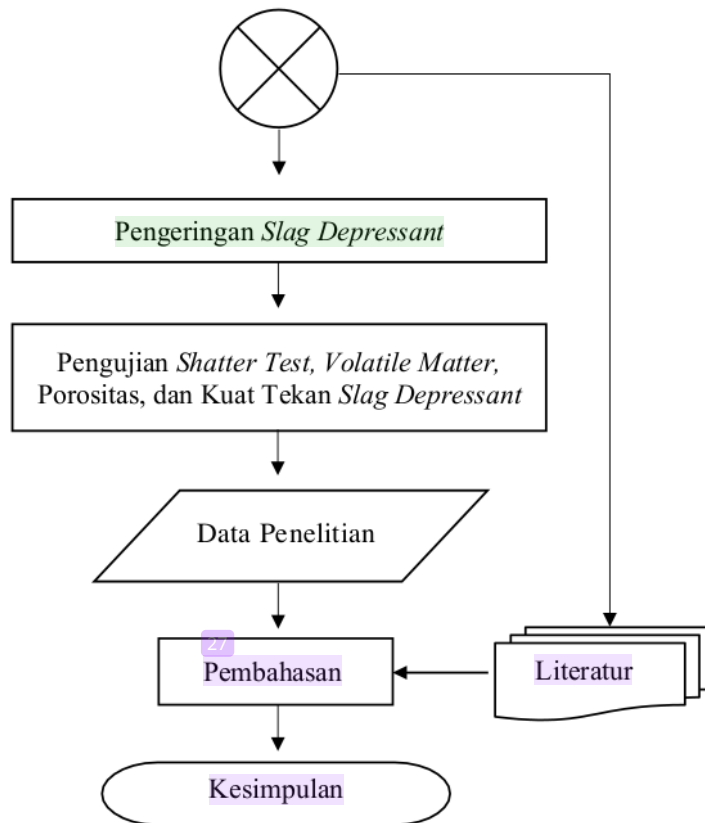 Pengeringan Slag Depressant
Pengujian Shatter Test, Volatile Matter,
Porositas, dan Kuat Tekan Slag Depressant
Data Penelitian
27
Pembahasan
Literatur
Kesimpulan